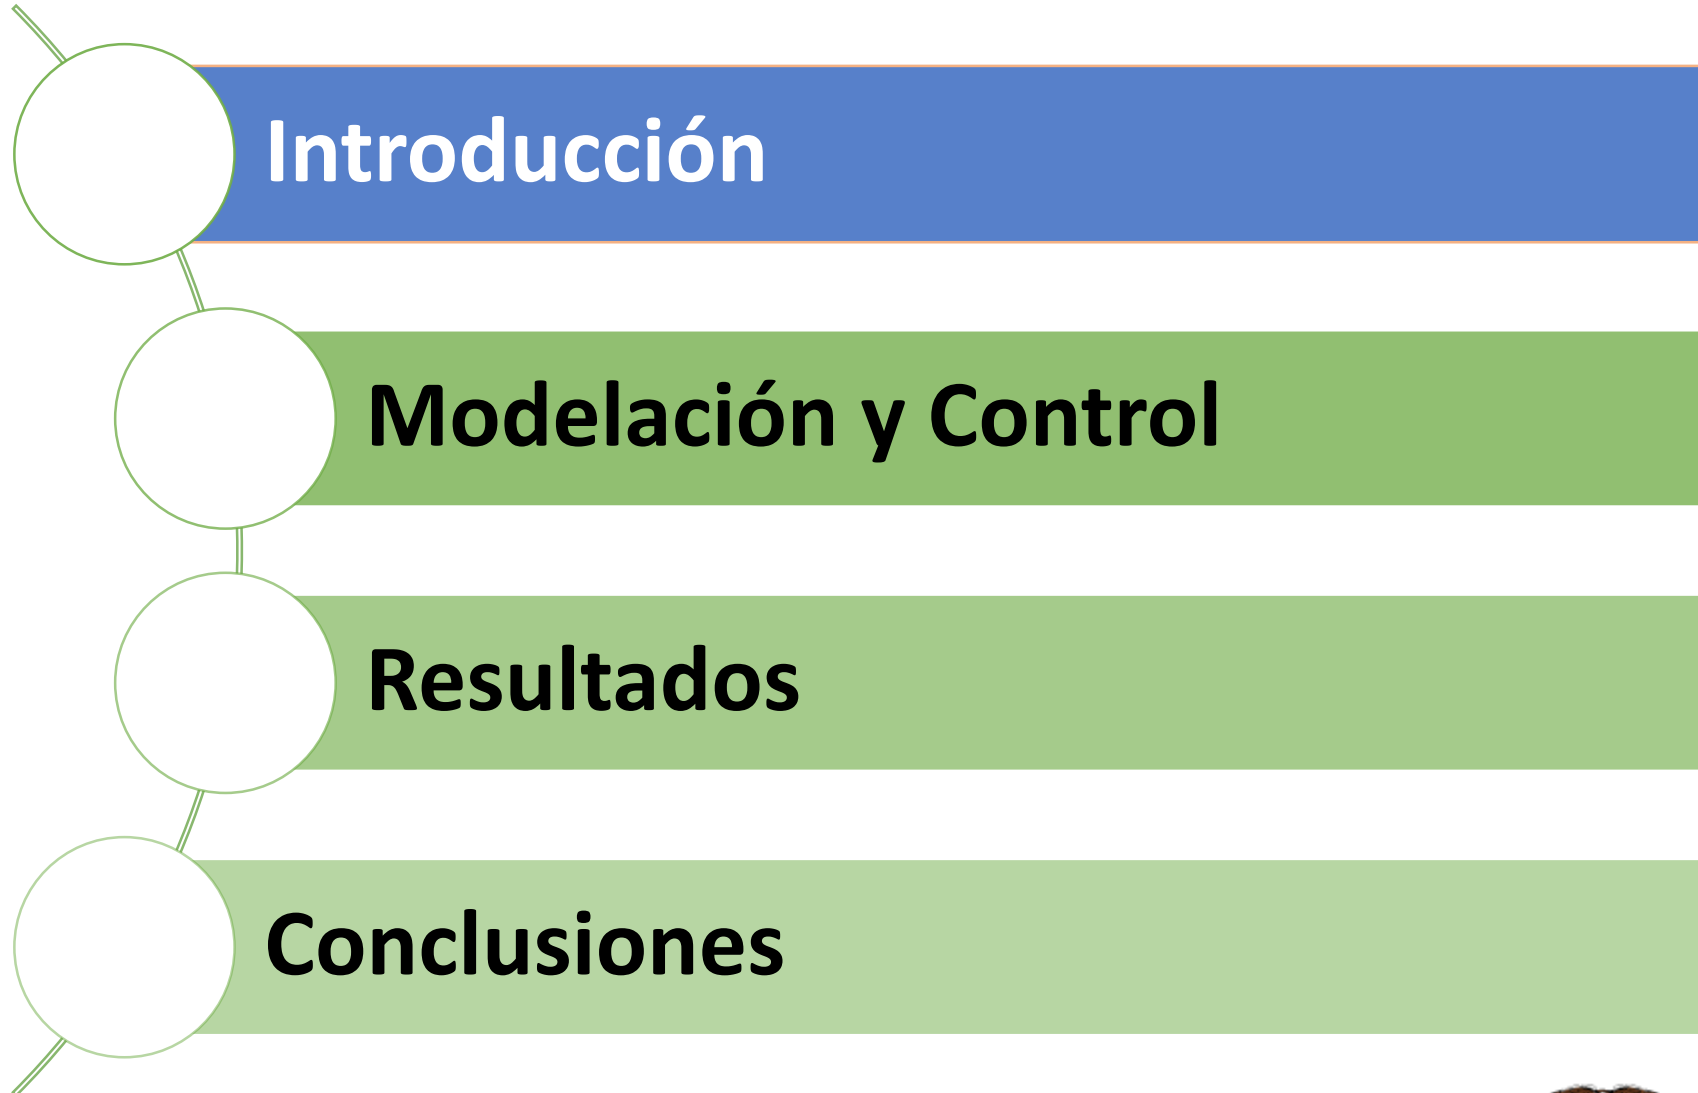 Introducción
Modelación y Control
Resultados
Conclusiones